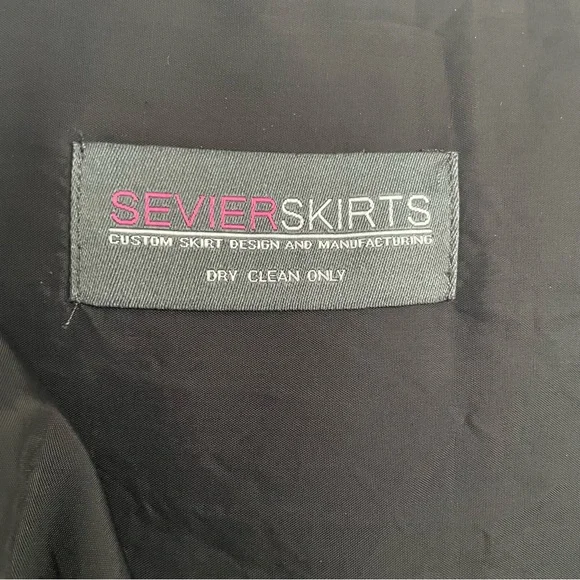 SEVIERSKIRTS
CUSTOM SKIRT DESIGN AND MANUFACTURING
DRY CLEAN ONLY